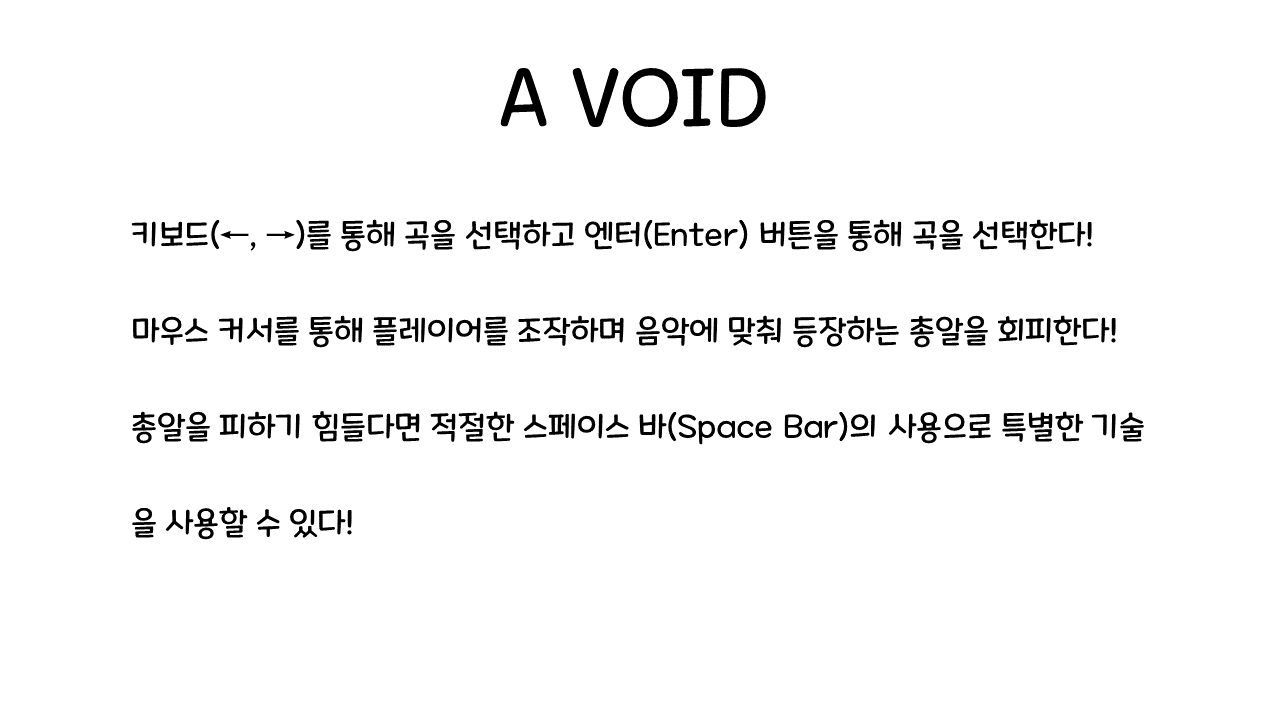 A VOID
키보드(←, →)를 통해 곡을 선택하고 엔터(Enter) 버튼을 통해 곡을 선택한다!
마우스 커서를 통해 플레이어를 조작하며 음악에 맞춰 등장하는 총알을 회피한다!
총알을 피하기 힘들다면 적절한 스페이스 바(Space Bar)의 사용으로 특별한 기술
을 사용할 수 있다!